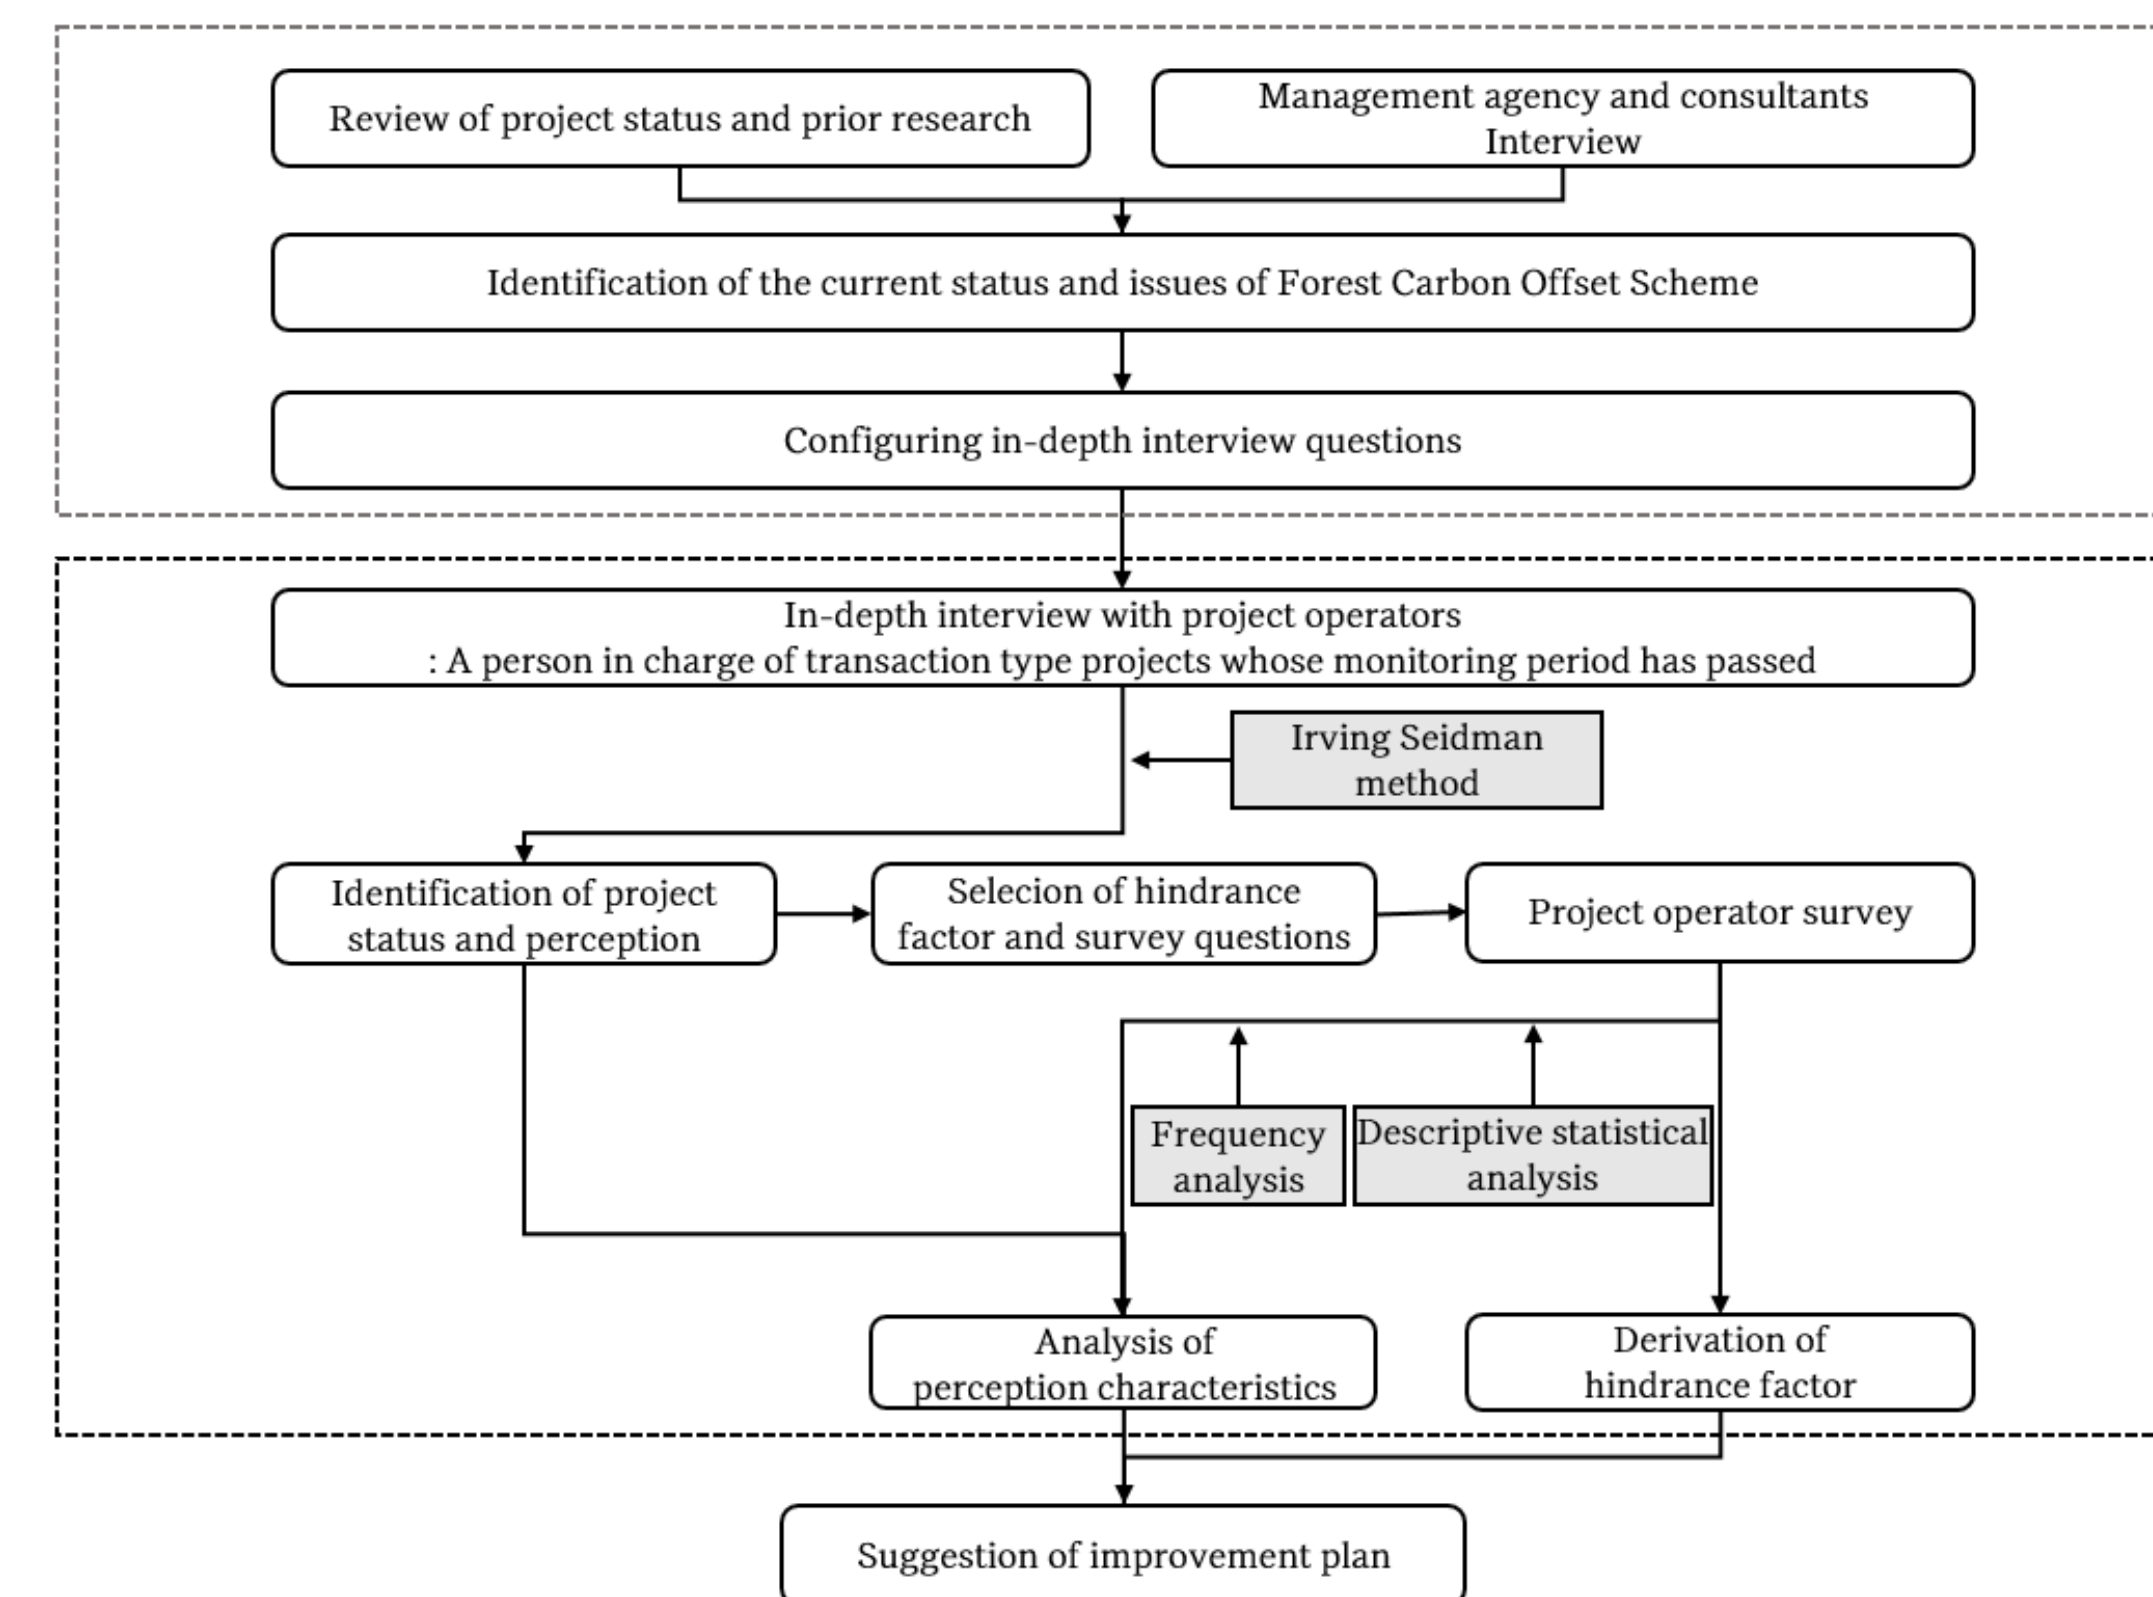 Review of project status and prior research
Management agency and consultants
Interview
Identification of the current status and issues of Forest Carbon Offset Scheme
Configuring in-depth interview questions
In-depth interview with project operators
: A person in charge of transaction type projects whose monitoring period has passed
Irving Seidman
method
Identification of project
status and perception
Selecion of hindrance
factor and survey questions
Project operator survey
Frequency
analysis
Descriptive statistical
analysis
Analysis of
perception characteristics
Derivation of
hindrance factor
Suggestion of improvement plan